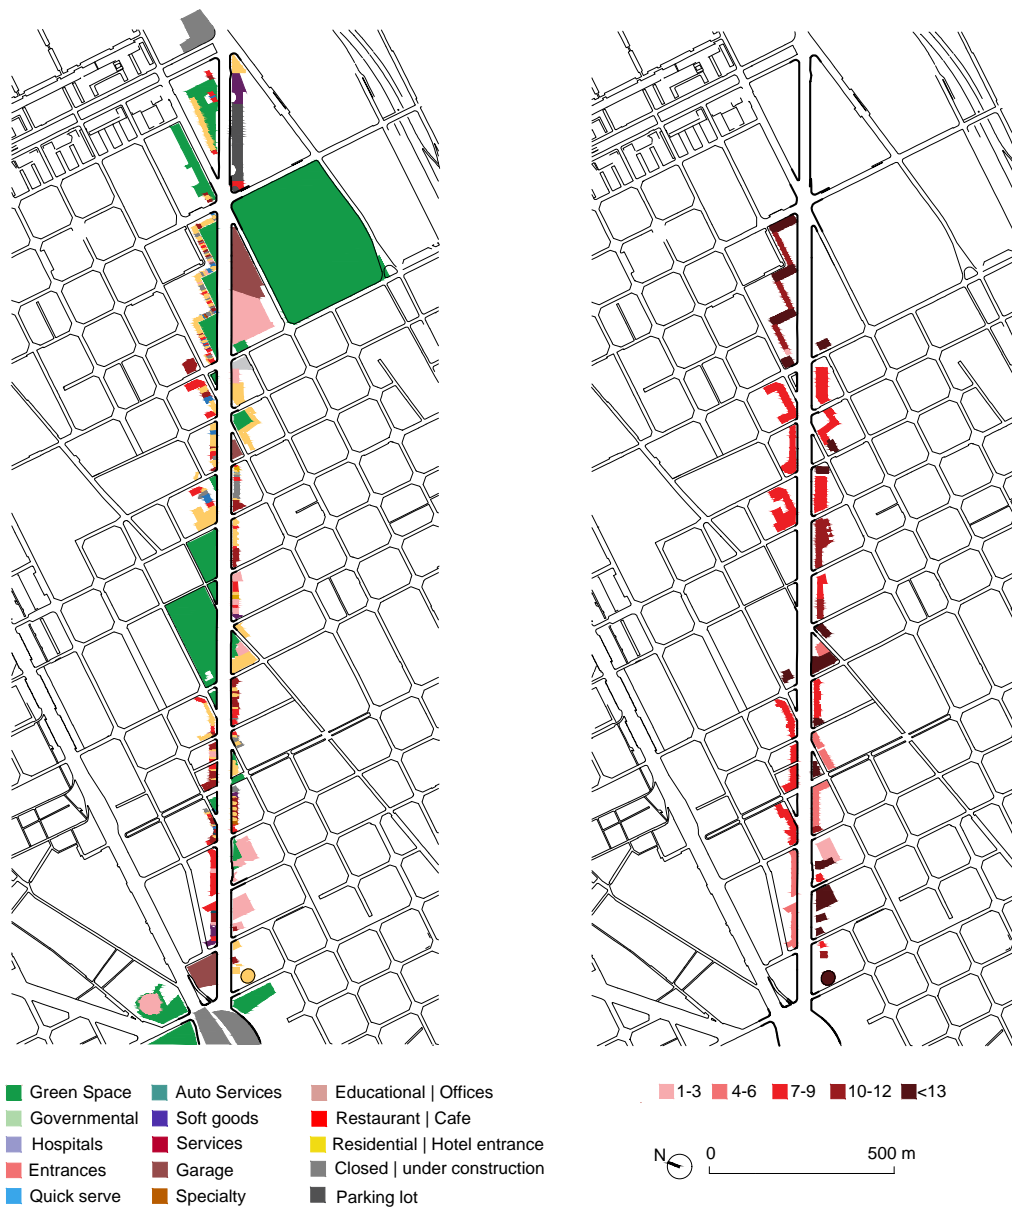 Green Space
Governmental
Hospitals
Entrances
Quick serve
Auto Services
Soft goods
Services
Garage
Specialty
Educational | Offices
Restaurant | Cafe
Residential | Hotel entrance
Closed | under construction
Parking lot
1-3 4-6 7-9 10-12 <13
N 0 500 m